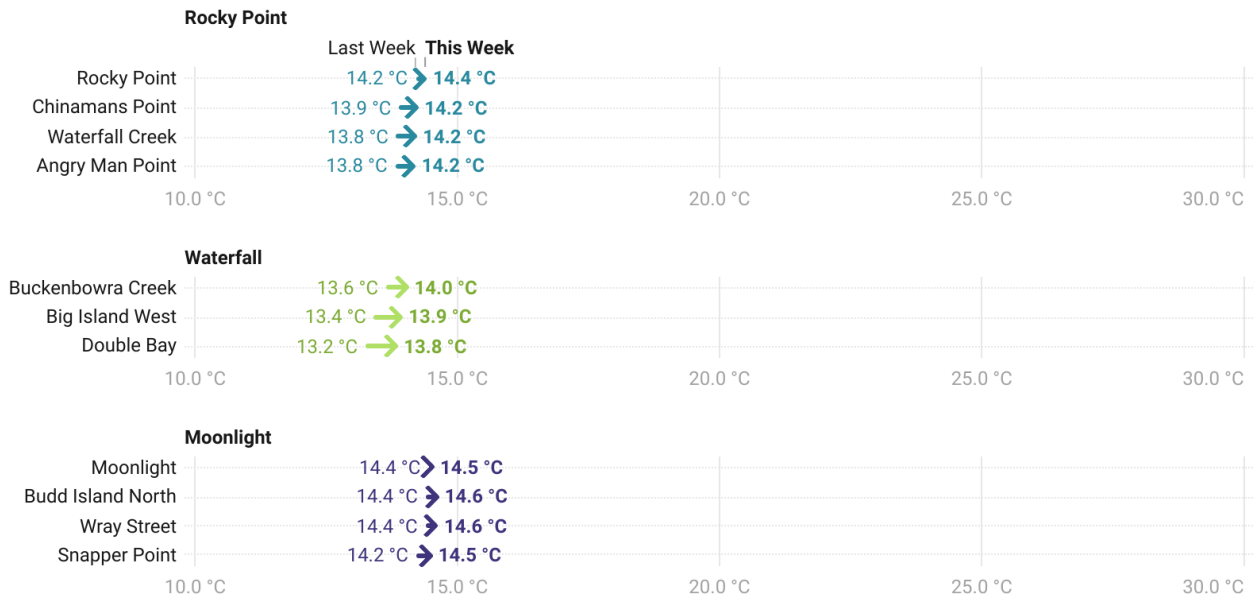 Rocky Point
Last Week This Week
Rocky Point 14.2 °C 14.4 °C
Chinamans Point 13.9 °C 14.2 °C
Waterfall Creek 13.8 °C 14.2 °C
Angry Man Point 13.8 °C 14.2 °C
10.0 °C 15.0 °C 20.0 °C 25.0 °C 30.0 °C
Waterfall
Buckenbowra Creek 13.6 °C 14.0 °C
Big Island West 13.4 °C 13.9 °C
Double Bay 13.2 °C 13.8 °C
10.0 °C 15.0 °C 20.0 °C 25.0 °C 30.0 °C
Moonlight
Moonlight 14.4 °C 14.5 °C
Budd Island North 14.4 °C 14.6 °C
Wray Street 14.4 °C 14.6 °C
Snapper Point 14.2 °C 14.5 °C
10.0 °C 15.0 °C 20.0 °C 25.0 °C 30.0 °C